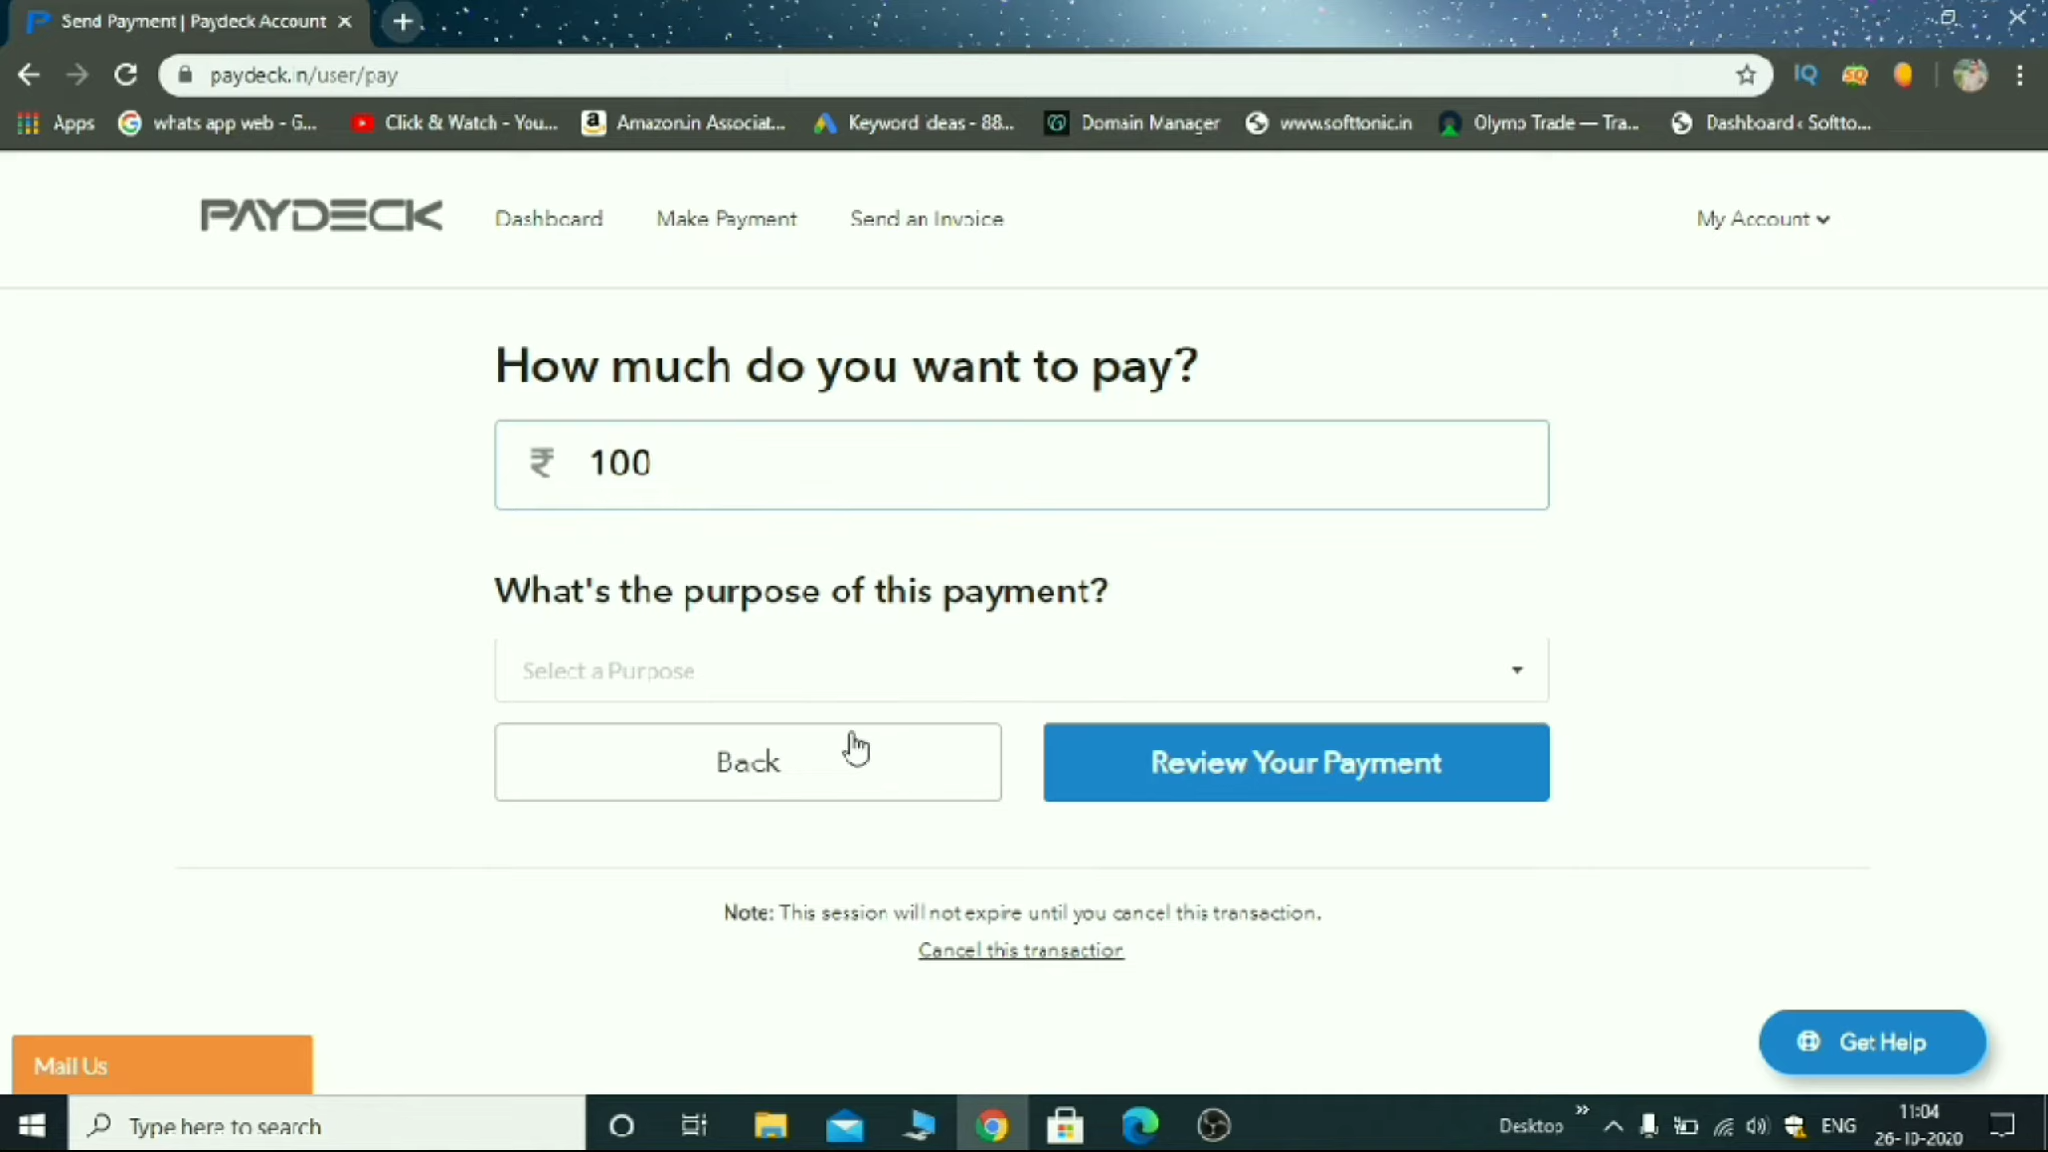 Send Payment | Paydeck Account
paydeck.in/user/pay
Apps
whats app web - G...
Click & Watch - You...
Amazon.in Associat...
Keyword ideas - 88...
Domain Manager
www.softtonic.in
Olymp Trade — Tra...
Dashboard ‹ Softto...
PAYDECK
Dashboard
Make Payment
Send an Invoice
My Account
How much do you want to pay?
₹ 100
What's the purpose of this payment?
Select a Purpose
Back
Review Your Payment
Note: This session will not expire until you cancel this transaction.
Cancel this transaction
Get Help
Mail Us
Type here to search
Desktop
ENG
11:04
26-10-2020